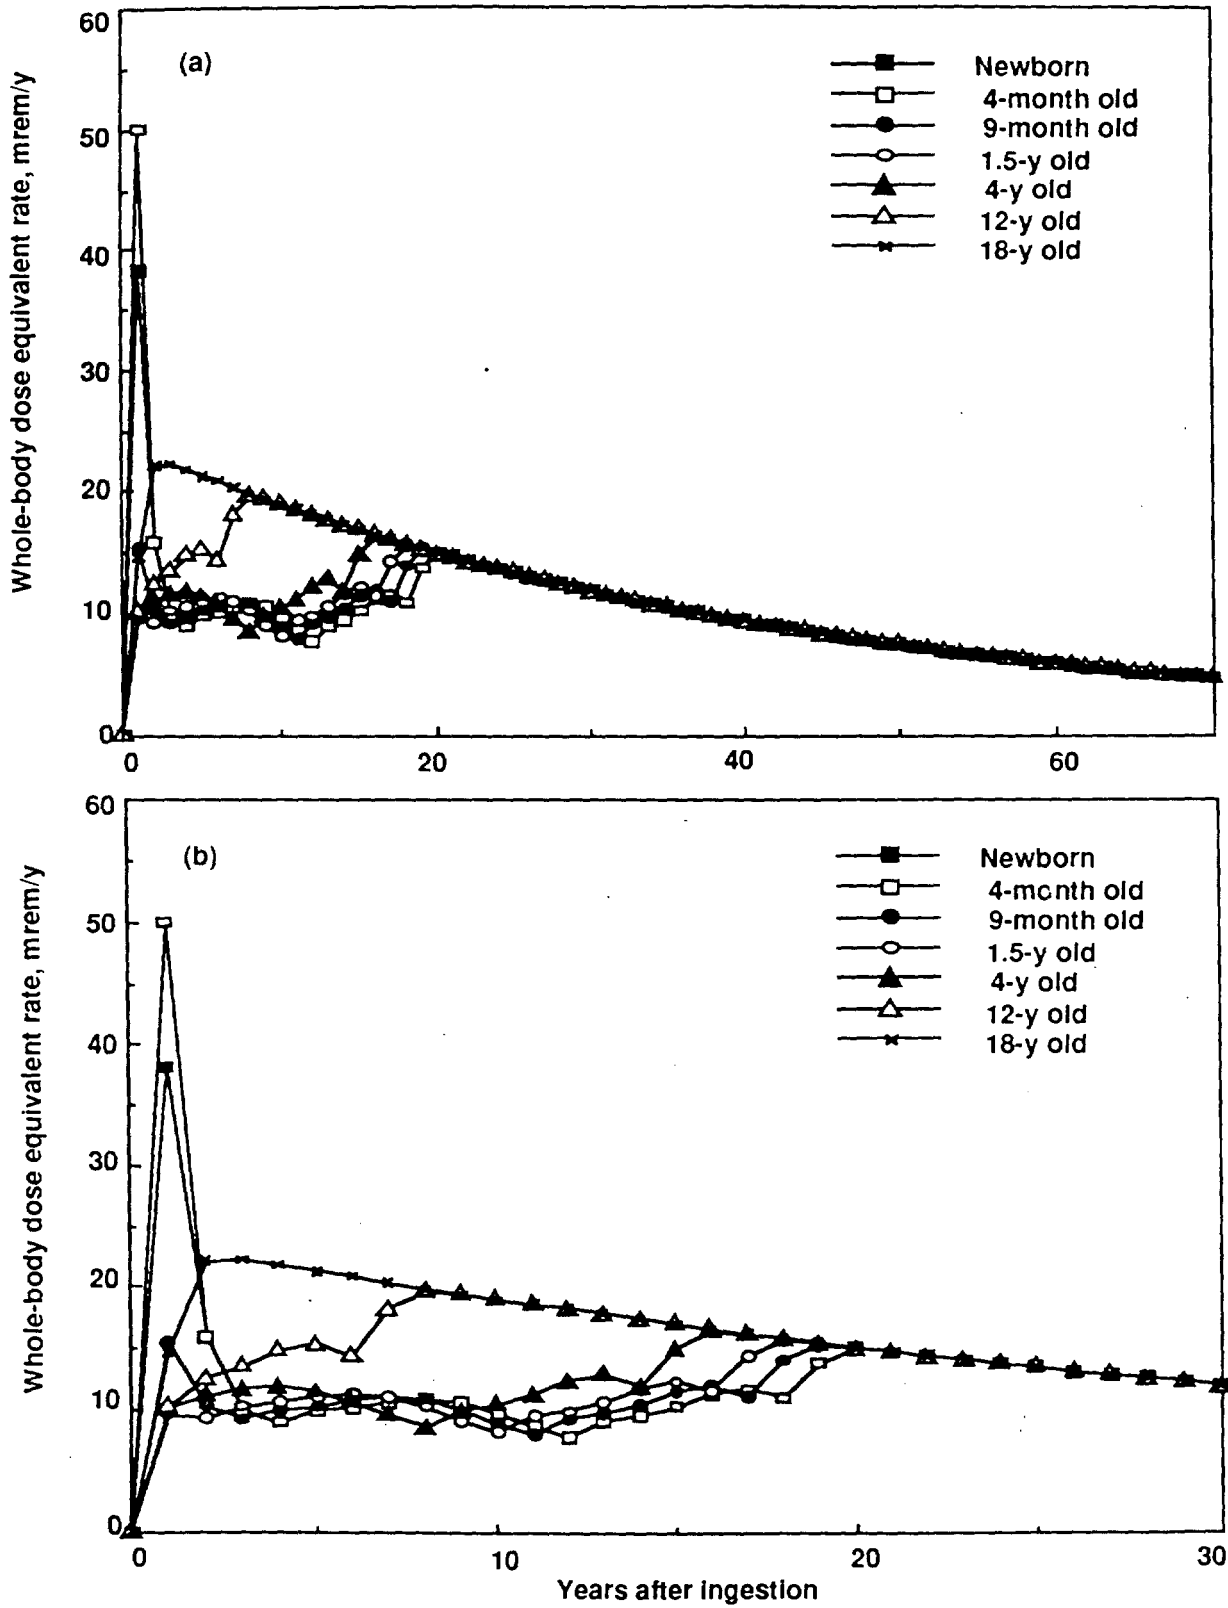 Whole-body dose equivalent rate, mrem/y
60
50
40
30
20
10
0
(a)
Newborn
4-month old
9-month old
1.5-y old
4-y old
12-y old
18-y old
0 20 40 60
Whole-body dose equivalent rate, mrem/y
60
50
40
30
20
10
0
(b)
Newborn
4-month old
9-month old
1.5-y old
4-y old
12-y old
18-y old
0 10 20 30
Years after ingestion